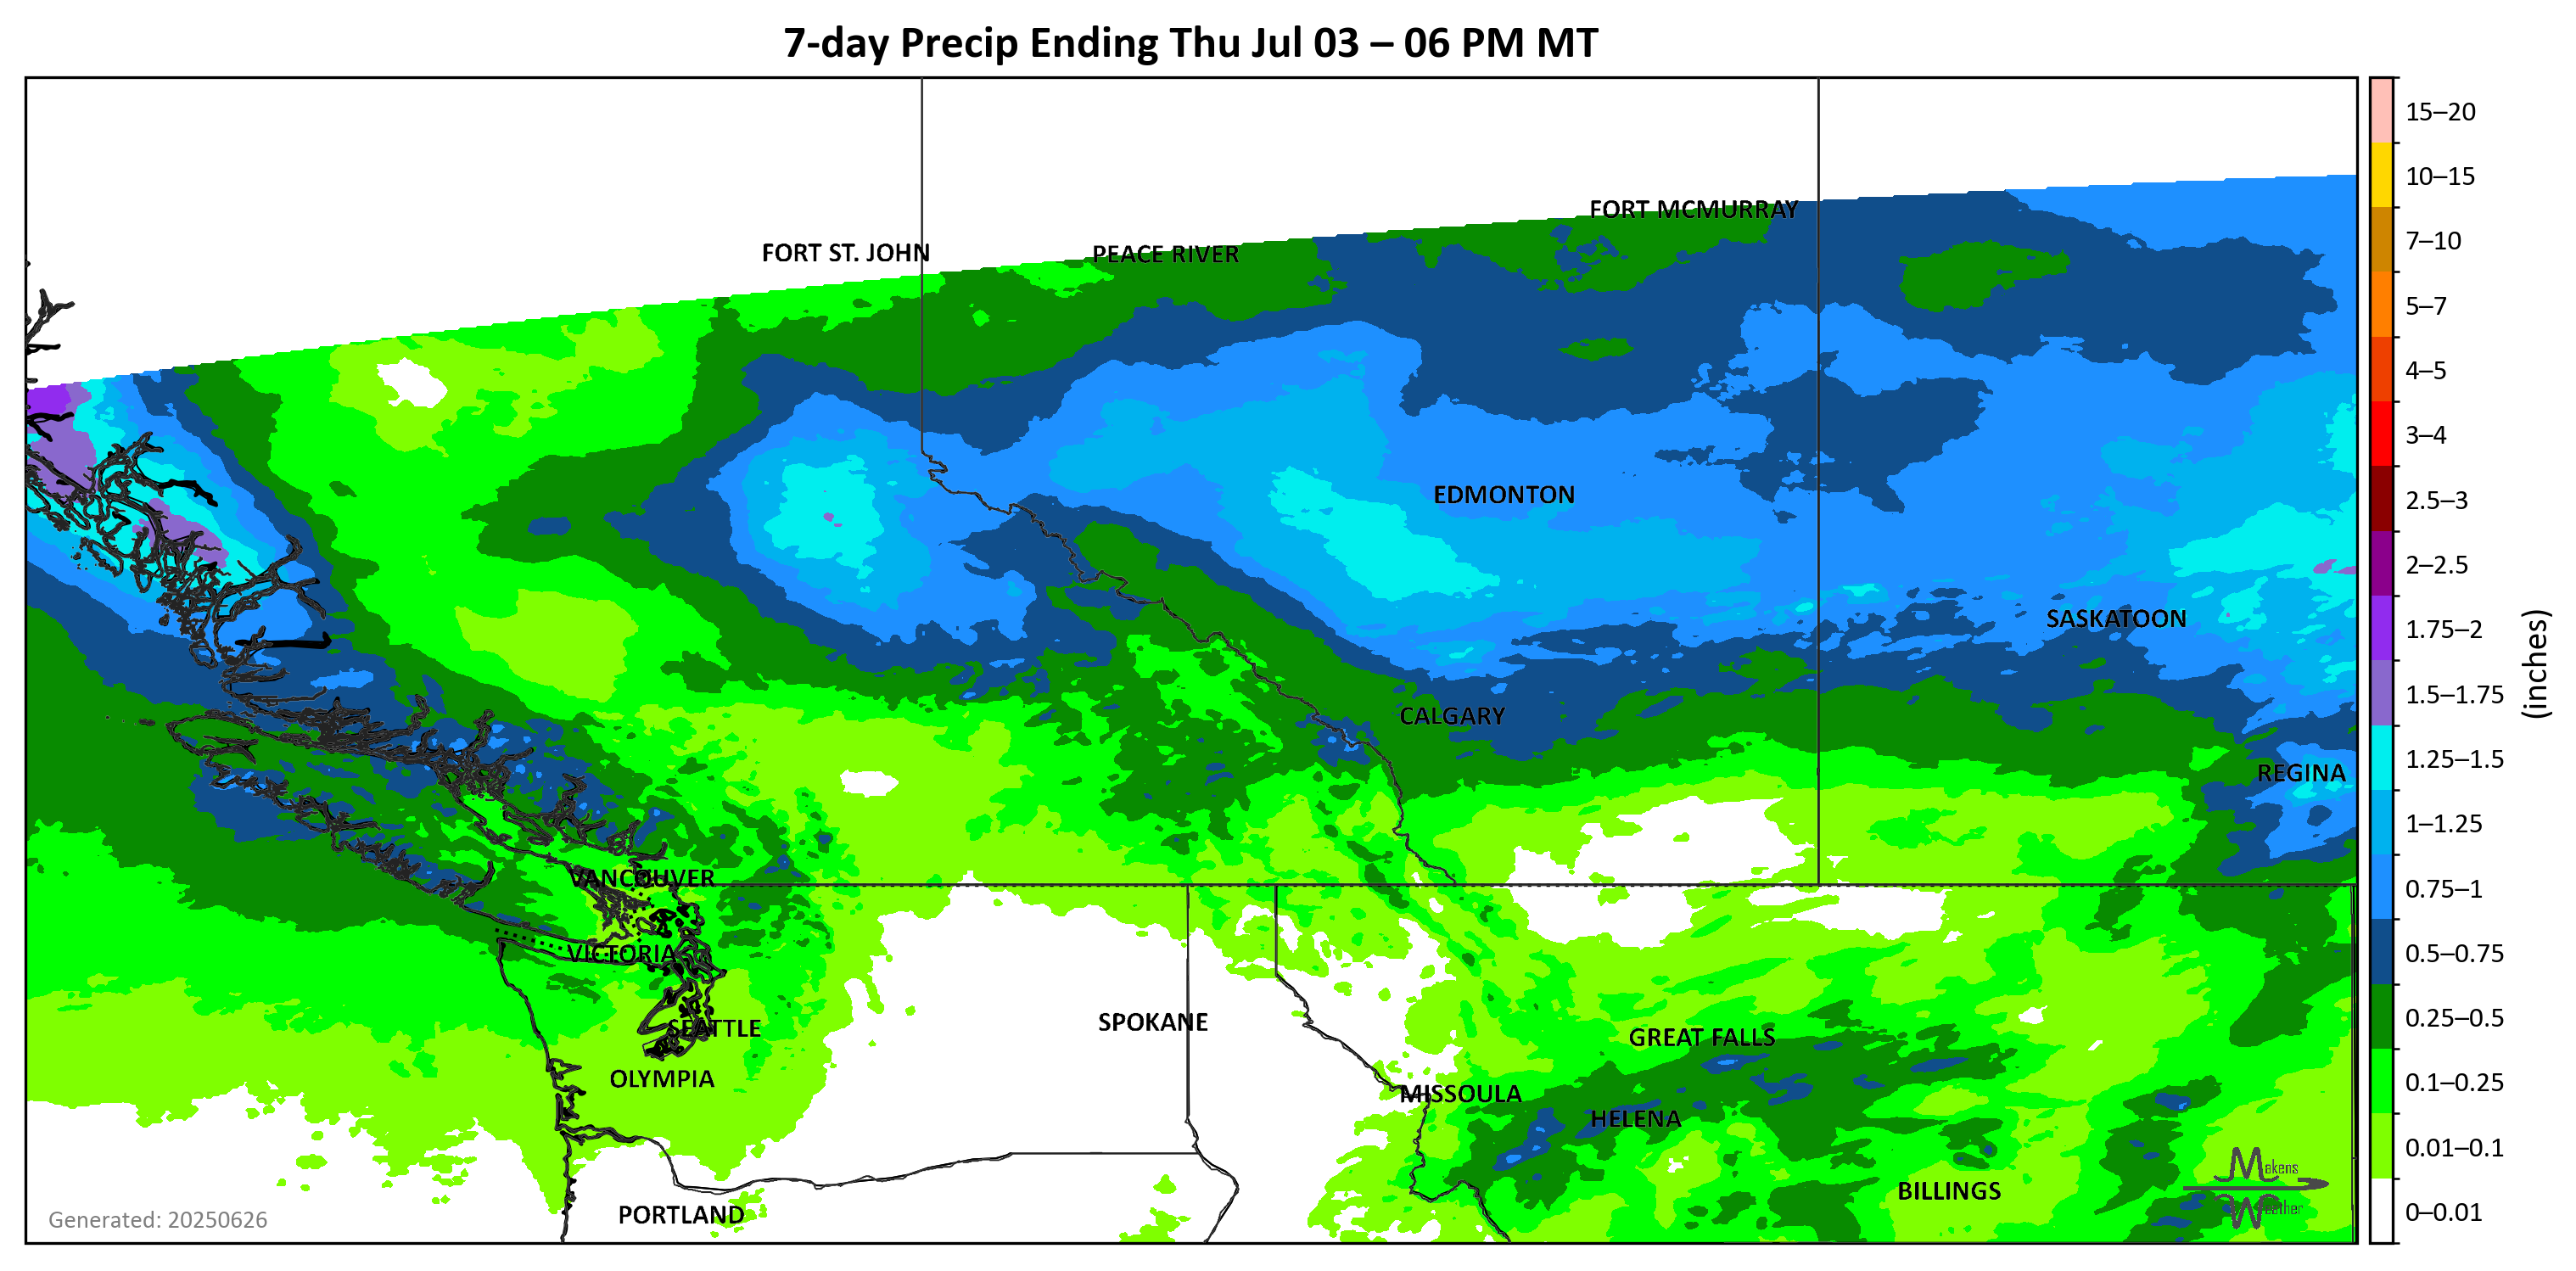 7-day Precip Ending Thu Jul 03 – 06 PM MT
FORT MCMURRAY
FORT ST. JOHN
PEACE RIVER
EDMONTON
SASKATOON
CALGARY
REGINA
VANCOUVER
VICTORIA
SEATTLE
SPOKANE
GREAT FALLS
OLYMPIA
MISSOULA
HELENA
BILLINGS
PORTLAND
Makens
Weather
Generated: 20250626
15–20
10–15
7–10
5–7
4–5
3–4
2.5–3
2–2.5
1.75–2
1.5–1.75
1.25–1.5
1–1.25
0.75–1
0.5–0.75
0.25–0.5
0.1–0.25
0.01–0.1
0–0.01
(inches)